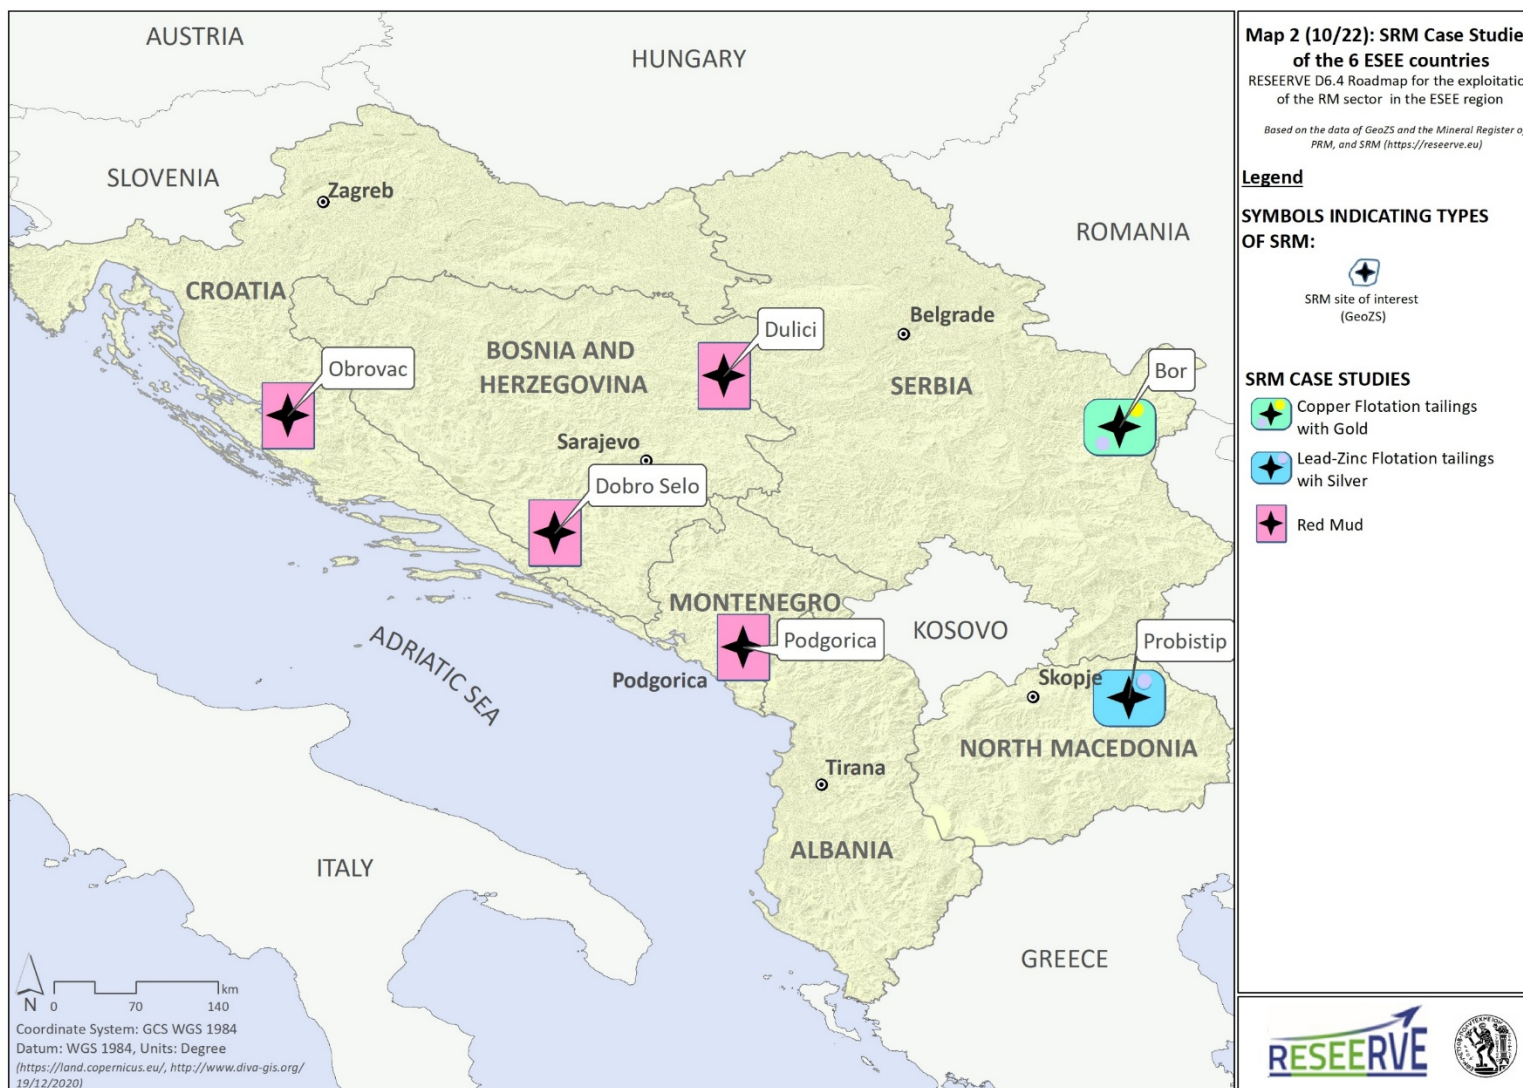 AUSTRIA
HUNGARY
SLOVENIA
Zagreb
ROMANIA
CROATIA
Belgrade
Dulici
BOSNIA AND
HERZEGOVINA
Obrovac
Bor
SERBIA
Sarajevo
Dobro Selo
MONTENEGRO
KOSOVO
Podgorica
Probistip
ADRIATIC SEA
Podgorica
Skopje
NORTH MACEDONIA
Tirana
ALBANIA
ITALY
GREECE
N
0 70 140
km
Coordinate System: GCS WGS 1984
Datum: WGS 1984, Units: Degree
(https://land.copernicus.eu/, http://www.diva-gis.org/
19/12/2020)
Map 2 (10/22): SRM Case Studie
of the 6 ESEE countries
RESEERVE D6.4 Roadmap for the exploitatio
of the RM sector in the ESEE region
Based on the data of GeoZS and the Mineral Register o
PRM, and SRM (https://reseerve.eu)
Legend
SYMBOLS INDICATING TYPES
OF SRM:
SRM site of interest
(GeoZS)
SRM CASE STUDIES
Copper Flotation tailings
with Gold
Lead-Zinc Flotation tailings
wih Silver
Red Mud
RESEERVE